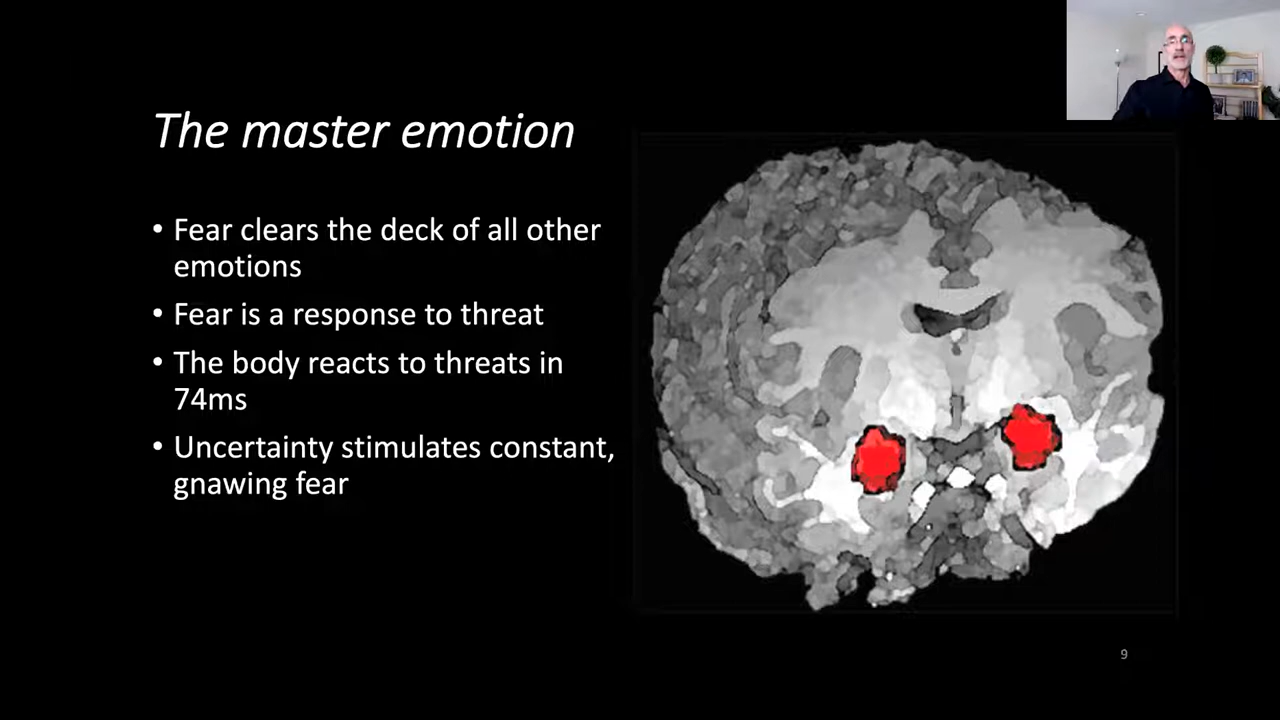 The master emotion
• Fear clears the deck of all other
emotions
• Fear is a response to threat
• The body reacts to threats in
74ms
• Uncertainty stimulates constant,
gnawing fear
9